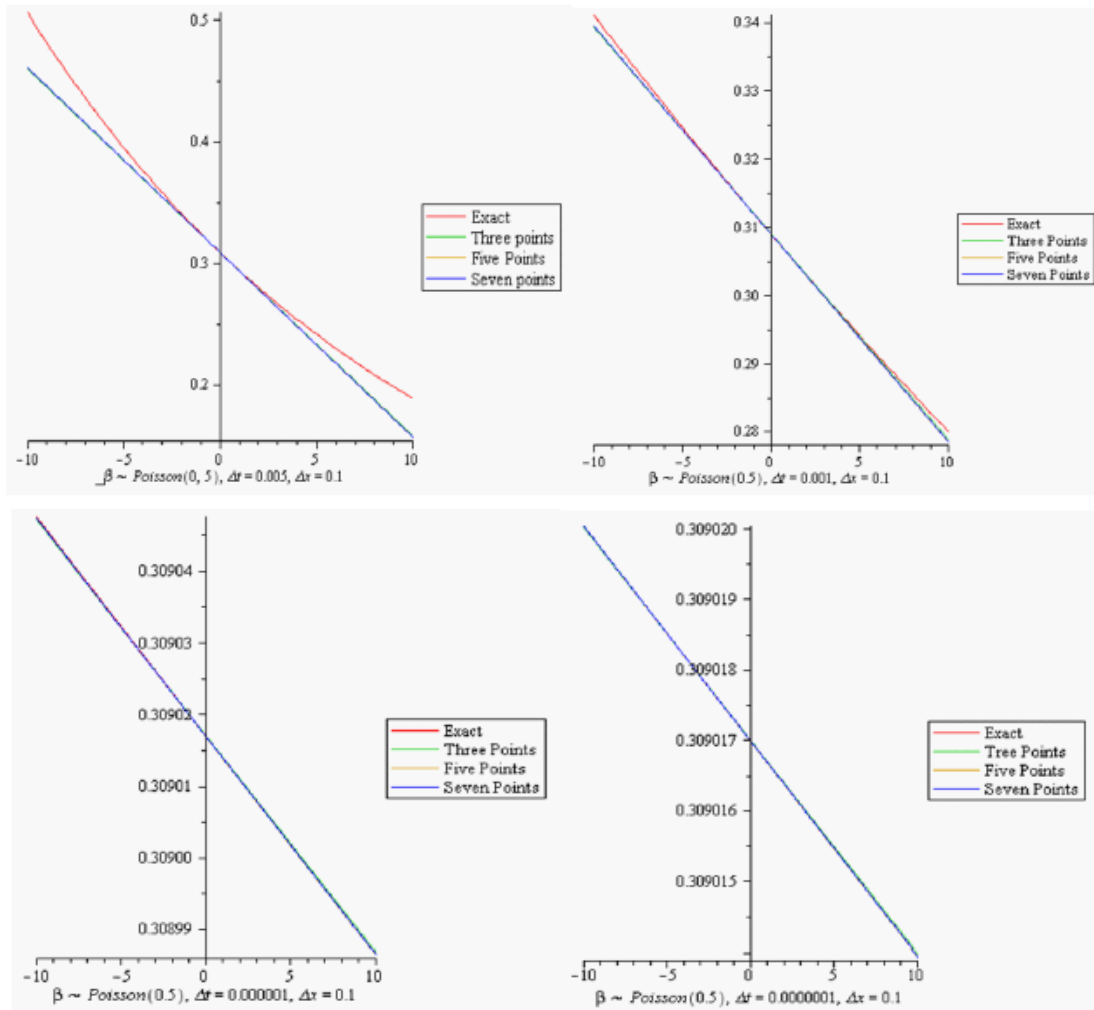 0.5
0.4
0.3
0.2
-10
-5
0
5
10
Exact
Three points
Five Points
Seven points
_β ~ Poisson(0, 5), Δt = 0.005, Δx = 0.1
0.34
0.33
0.32
0.31
0.30
0.29
0.28
-10
-5
0
5
10
Exact
Three Points
Five Points
Seven Points
β ~ Poisson(0.5), Δt = 0.001, Δx = 0.1
0.30904
0.30903
0.30902
0.30901
0.30900
0.30899
-10
-5
0
5
10
Exact
Three Points
Five Points
Seven Points
β ~ Poisson(0.5), Δt = 0.000001, Δx = 0.1
0.309020
0.309019
0.309018
0.309017
0.309016
0.309015
-10
-5
0
5
10
Exact
Tree Points
Five Points
Seven Points
β ~ Poisson(0.5), Δt = 0.0000001, Δx = 0.1